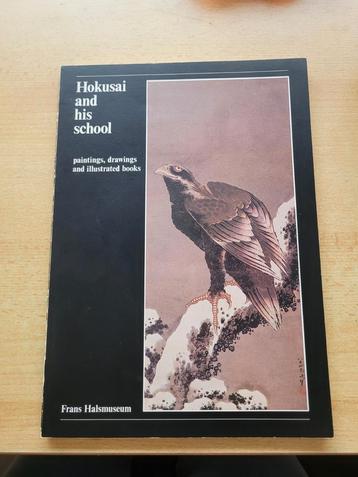 Hokusai
and
his
school
paintings, drawings
and illustrated books
Frans Halsmuseum